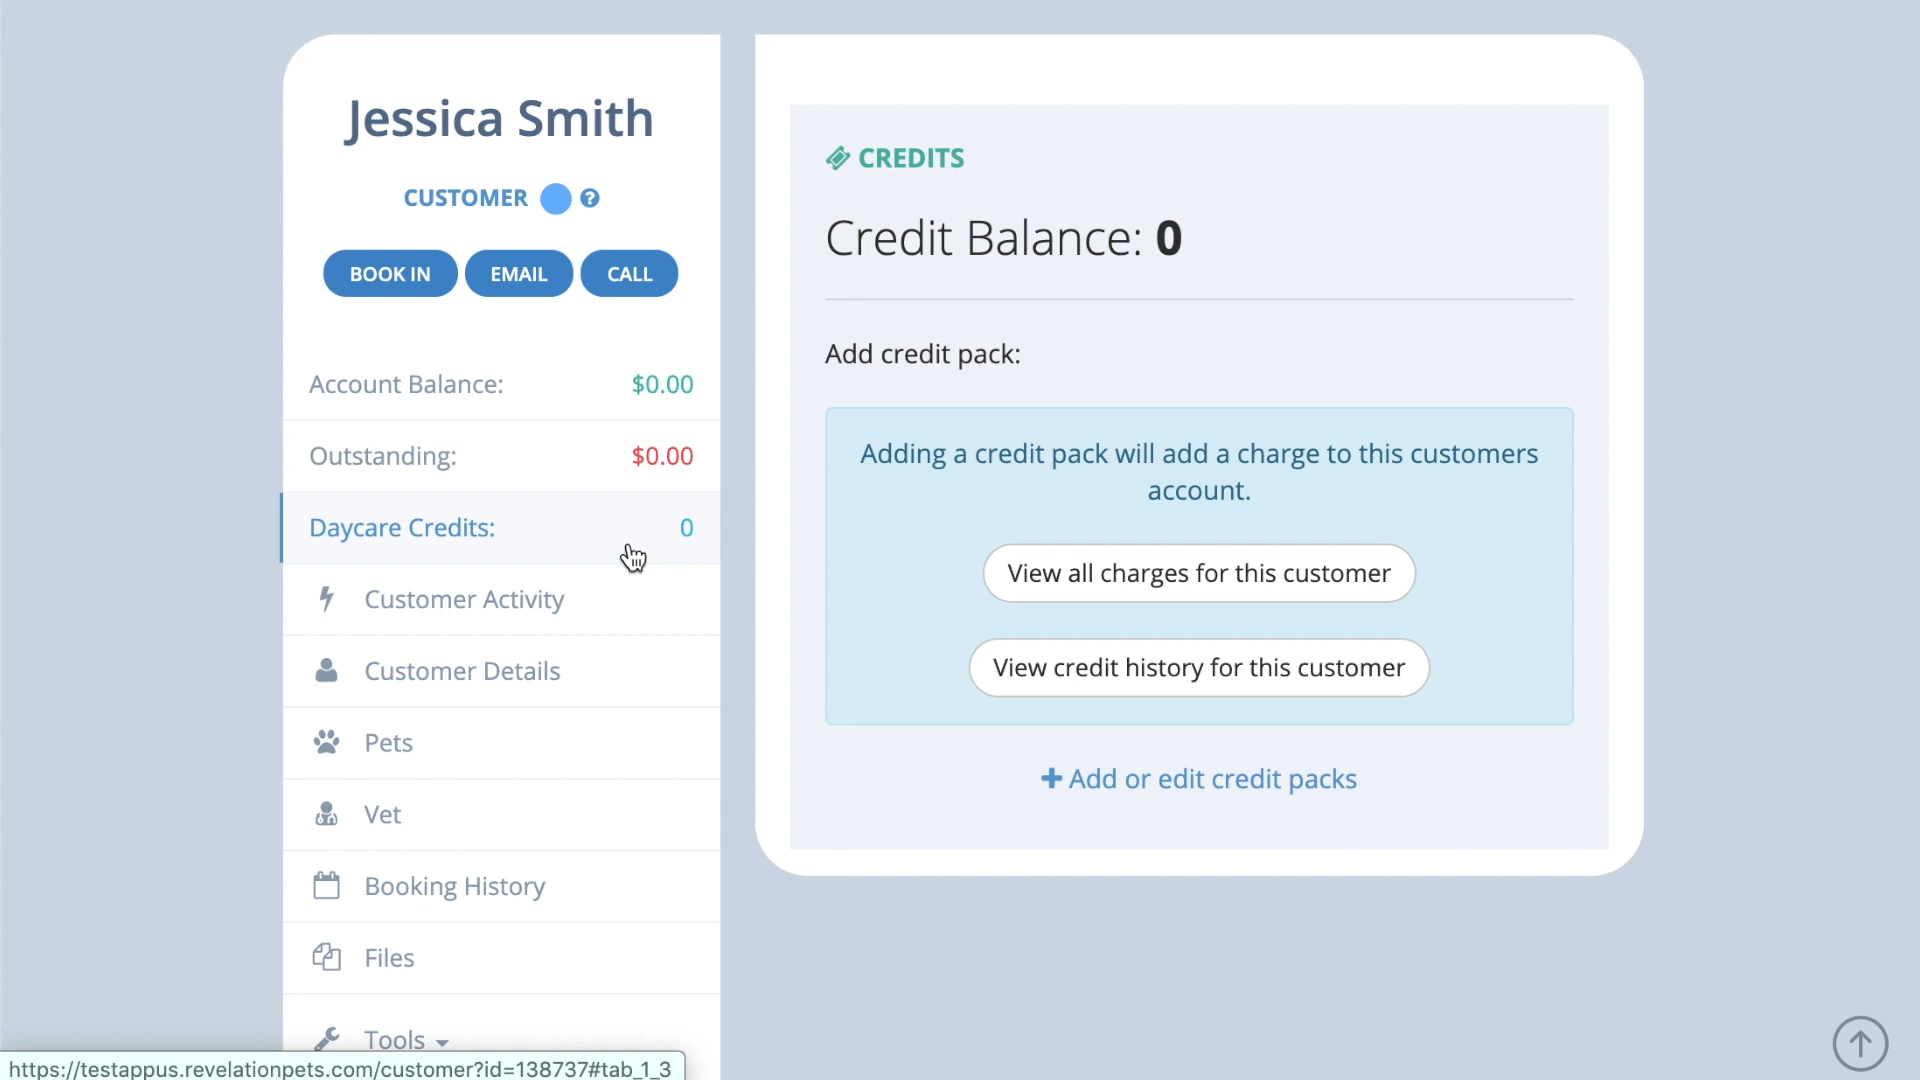 Jessica Smith
CUSTOMER
BOOK IN
EMAIL
CALL
Account Balance: $0.00
Outstanding: $0.00
Daycare Credits: 0
Customer Activity
Customer Details
Pets
Vet
Booking History
Files
Tools
https://testappus.revelationpets.com/customer?id=138737#tab_1_3
CREDITS
Credit Balance: 0
Add credit pack:
Adding a credit pack will add a charge to this customers
account.
View all charges for this customer
View credit history for this customer
Add or edit credit packs